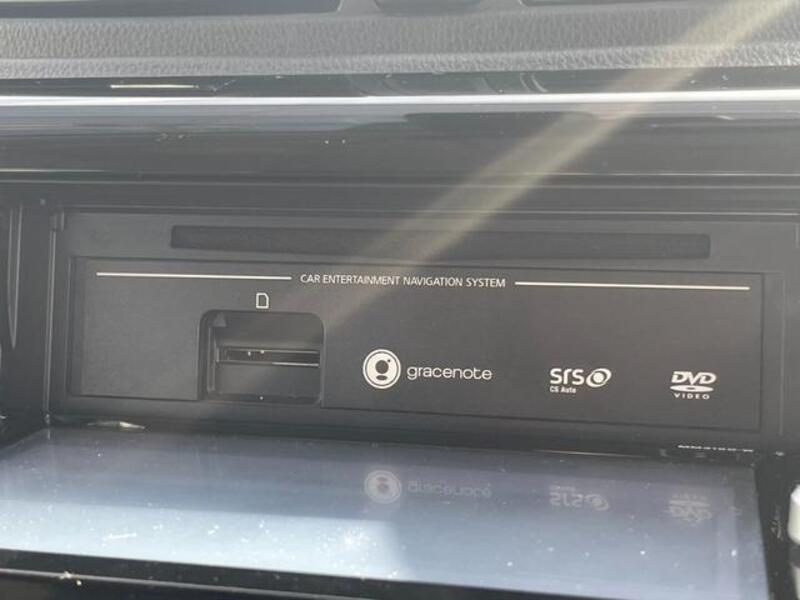 CAR ENTERTAINMENT NAVIGATION SYSTEM
gracenote
SRS
CS Auto
DVD
VIDEO